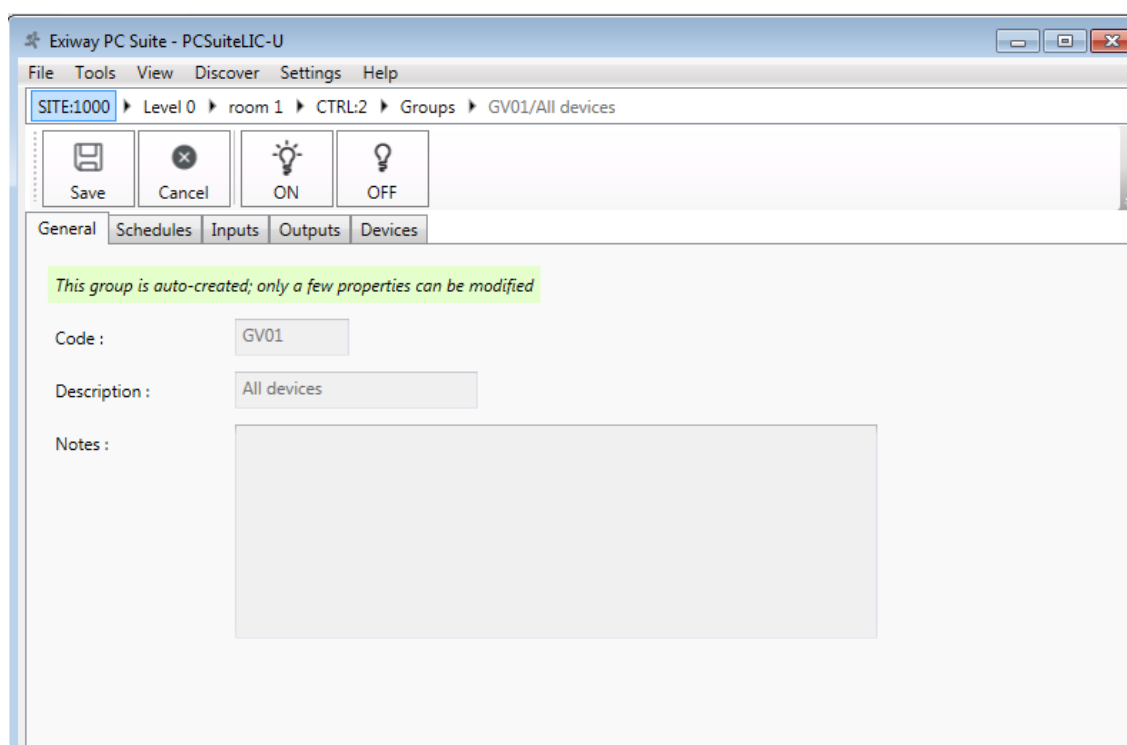 Exiway PC Suite - PCSuiteLIC-U
File Tools View Discover Settings Help
SITE:1000 Level 0 room 1 CTRL:2 Groups GV01/All devices
Save Cancel ON OFF
General Schedules Inputs Outputs Devices
This group is auto-created; only a few properties can be modified
Code : GV01
Description : All devices
Notes :